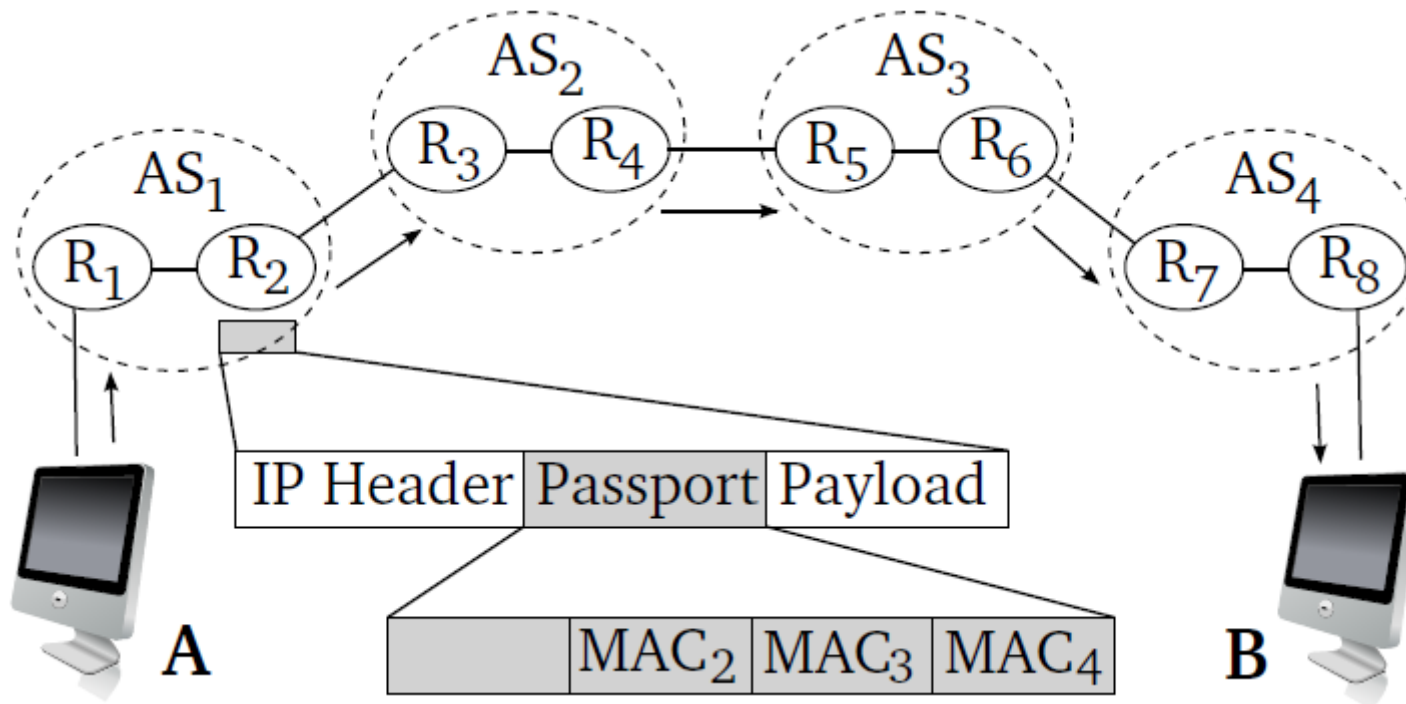 AS₂
AS₃
R₃ R₄ R₅ R₆
AS₁
AS₄
R₁ R₂ R₇ R₈
IP Header Passport Payload
MAC₂ MAC₃ MAC₄
A
B